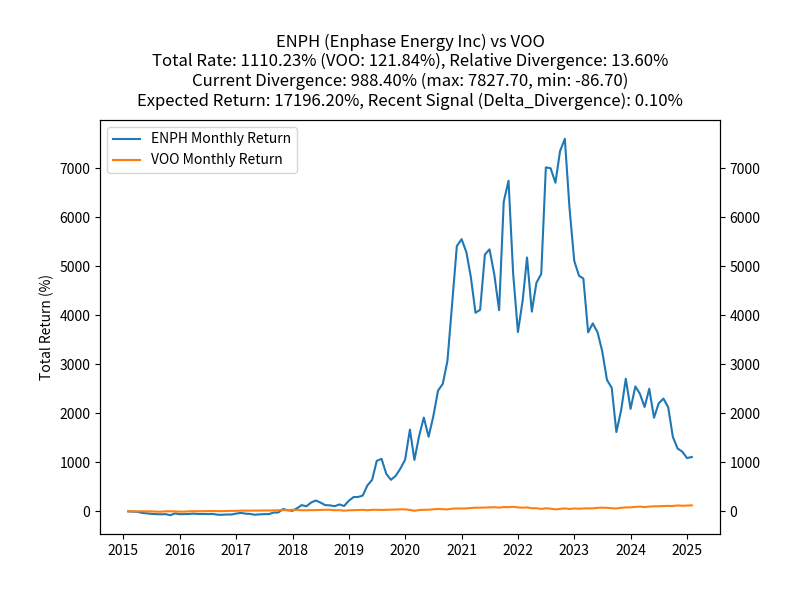 ENPH (Enphase Energy Inc) vs VOO
Total Rate: 1110.23% (VOO: 121.84%), Relative Divergence: 13.60%
Current Divergence: 988.40% (max: 7827.70, min: -86.70)
Expected Return: 17196.20%, Recent Signal (Delta_Divergence): 0.10%
ENPH Monthly Return
VOO Monthly Return
Total Return (%)
7000
6000
5000
4000
3000
2000
1000
0
7000
6000
5000
4000
3000
2000
1000
0
2015 2016 2017 2018 2019 2020 2021 2022 2023 2024 2025